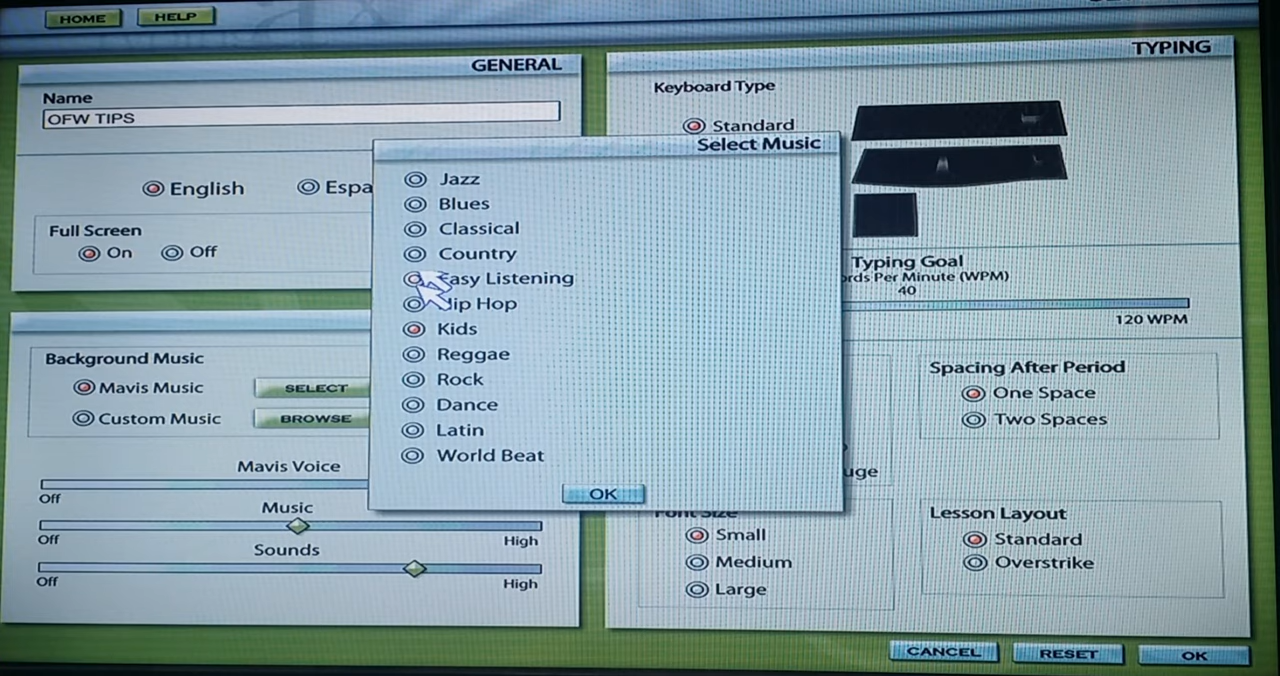 HOME
HELP
GENERAL
Name
OFW TIPS
English
Espa
Full Screen
On
Off
Background Music
Mavis Music
SELECT
Custom Music
BROWSE
Mavis Voice
Off
Music
Off
High
Sounds
Off
High
Select Music
Jazz
Blues
Classical
Country
Easy Listening
Hip Hop
Kids
Reggae
Rock
Dance
Latin
World Beat
OK
TYPING
Keyboard Type
Standard
Typing Goal
rds Per Minute (WPM)
40
120 WPM
Spacing After Period
One Space
Two Spaces
uge
Font Size
Small
Medium
Large
Lesson Layout
Standard
Overstrike
CANCEL
RESET
OK